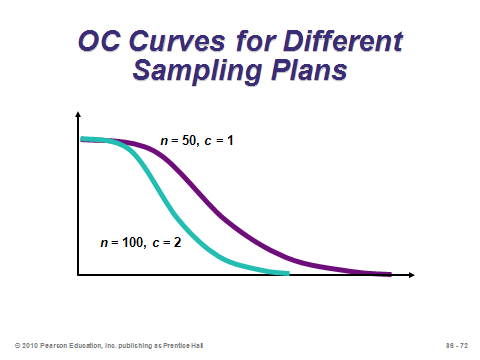 OC Curves for Different
Sampling Plans
n = 50, c = 1
n = 100, c = 2
© 2010 Pearson Education, Inc. publishing as Prentice Hall
S6 - 72